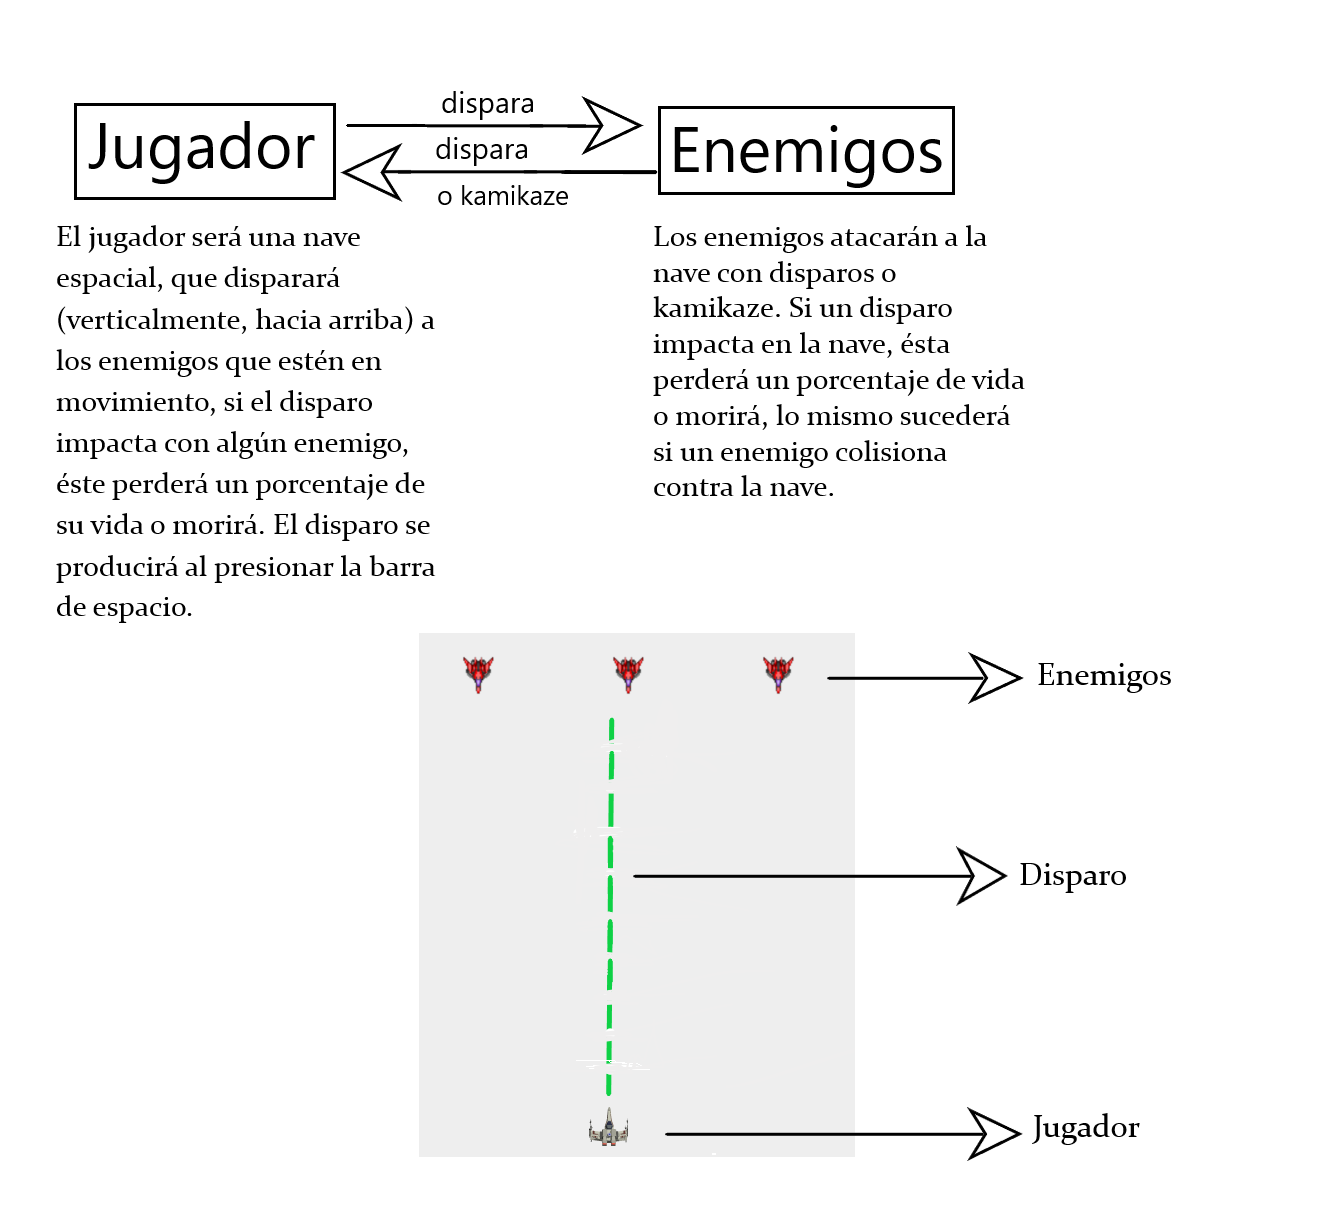 Jugador
dispara
dispara
o kamikaze
Enemigos
El jugador será una nave
espacial, que disparará
(verticalmente, hacia arriba) a
los enemigos que estén en
movimiento, si el disparo
impacta con algún enemigo,
éste perderá un porcentaje de
su vida o morirá. El disparo se
producirá al presionar la barra
de espacio.
Los enemigos atacarán a la
nave con disparos o
kamikaze. Si un disparo
impacta en la nave, ésta
perderá un porcentaje de vida
o morirá, lo mismo sucederá
si un enemigo colisiona
contra la nave.
Enemigos
Disparo
Jugador